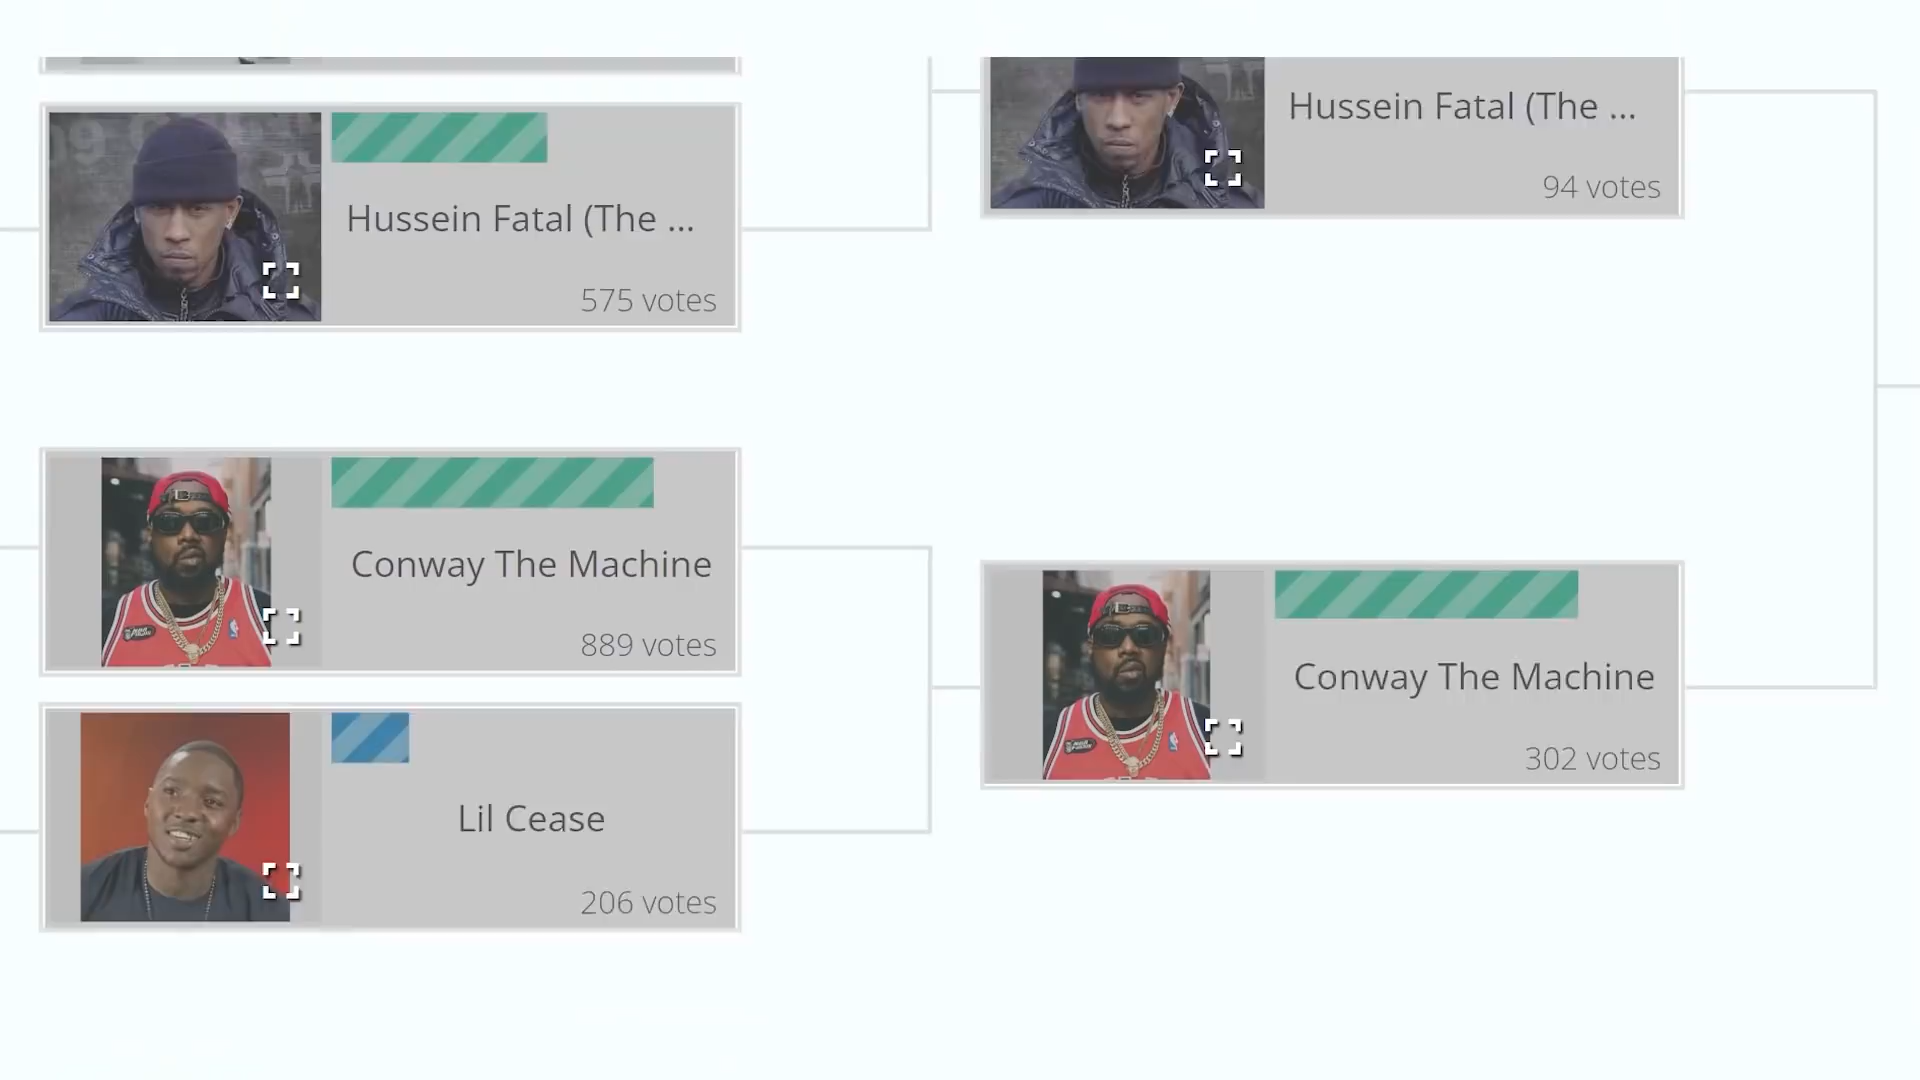 Hussein Fatal (The ...
575 votes
Conway The Machine
889 votes
Lil Cease
206 votes
Hussein Fatal (The ...
94 votes
Conway The Machine
302 votes